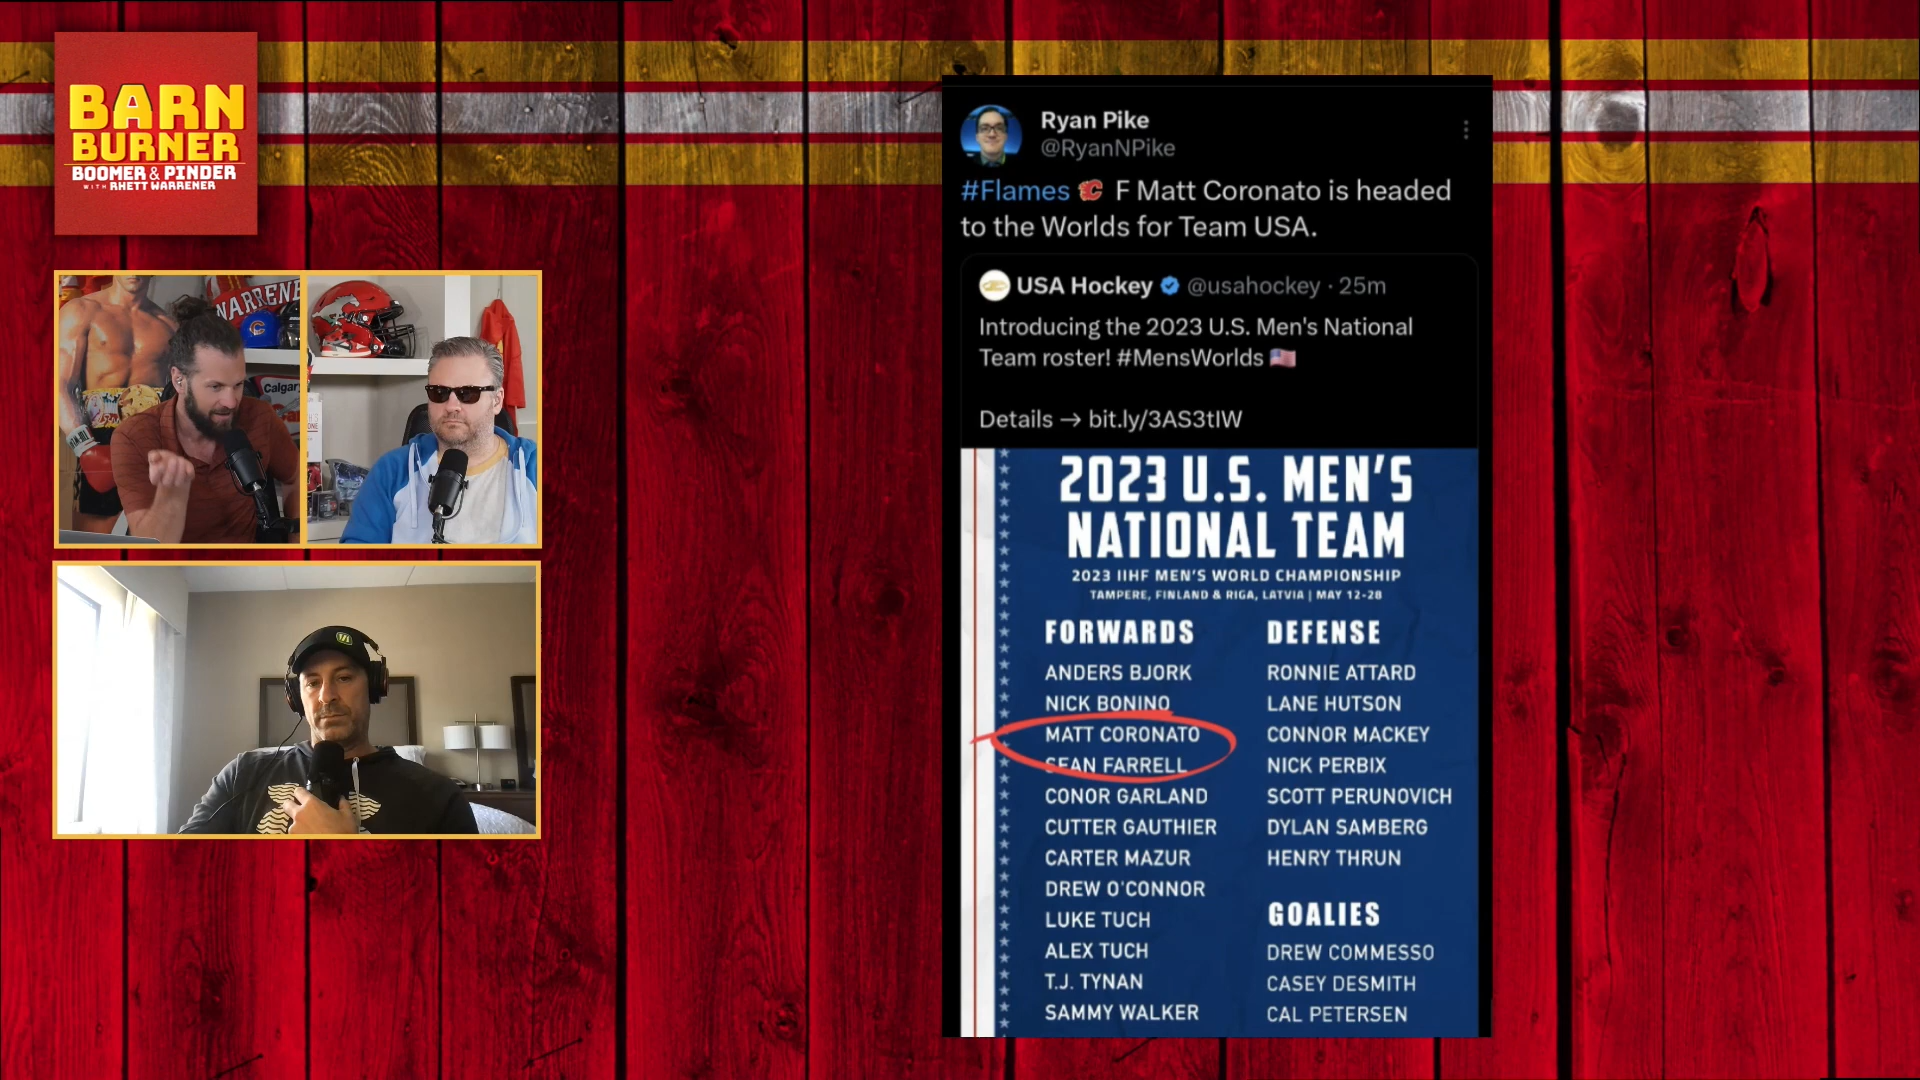 BARN
BURNER
BOOMER & PINDER
WITH RHETT WARRENER
WARRENE
Calgary
Ryan Pike
@RyanNPike
#Flames F Matt Coronato is headed
to the Worlds for Team USA.
USA Hockey @usahockey · 25m
Introducing the 2023 U.S. Men's National
Team roster! #MensWorlds
Details → bit.ly/3AS3tIW
2023 U.S. MEN'S
NATIONAL TEAM
2023 IIHF MEN'S WORLD CHAMPIONSHIP
TAMPERE, FINLAND & RIGA, LATVIA | MAY 12-28
FORWARDS
ANDERS BJORK
NICK BONINO
MATT CORONATO
SEAN FARRELL
CONOR GARLAND
CUTTER GAUTHIER
CARTER MAZUR
DREW O'CONNOR
LUKE TUCH
ALEX TUCH
T.J. TYNAN
SAMMY WALKER
DEFENSE
RONNIE ATTARD
LANE HUTSON
CONNOR MACKEY
NICK PERBIX
SCOTT PERUNOVICH
DYLAN SAMBERG
HENRY THRUN
GOALIES
DREW COMMESSO
CASEY DESMITH
CAL PETERSEN